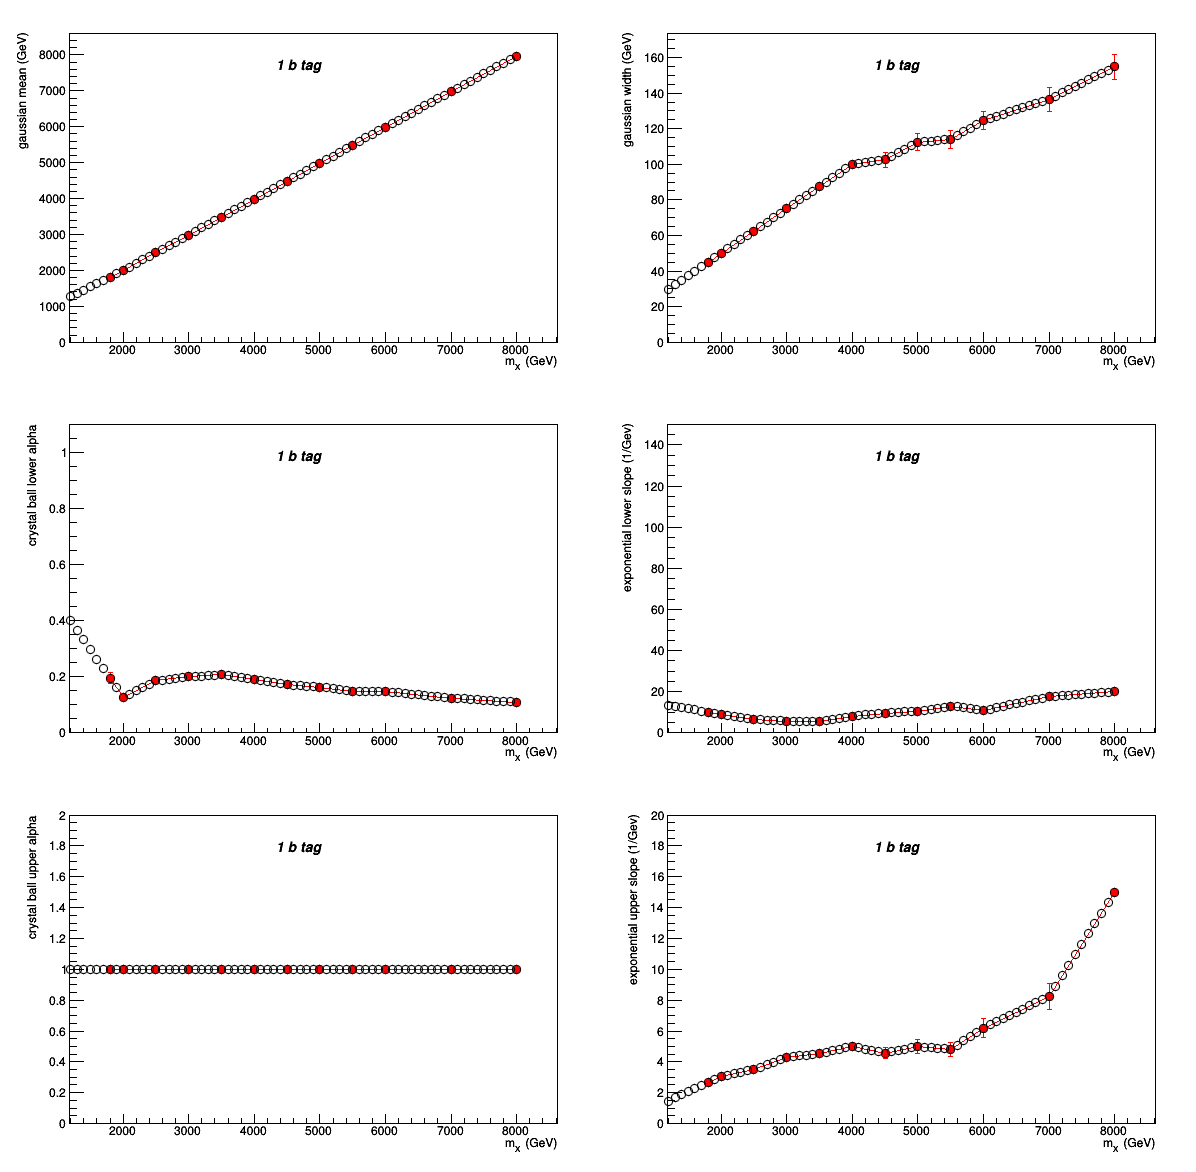 1 b tag
gaussian mean (GeV)
8000
7000
6000
5000
4000
3000
2000
1000
0
2000 3000 4000 5000 6000 7000 8000
mx (GeV)
1 b tag
gaussian width (GeV)
160
140
120
100
80
60
40
20
0
2000 3000 4000 5000 6000 7000 8000
mx (GeV)
1 b tag
crystal ball lower alpha
1
0.8
0.6
0.4
0.2
0
2000 3000 4000 5000 6000 7000 8000
mx (GeV)
1 b tag
exponential lower slope (1/Gev)
140
120
100
80
60
40
20
0
2000 3000 4000 5000 6000 7000 8000
mx (GeV)
1 b tag
crystal ball upper alpha
2
1.8
1.6
1.4
1.2
1
0.8
0.6
0.4
0.2
0
2000 3000 4000 5000 6000 7000 8000
mx (GeV)
1 b tag
exponential upper slope (1/Gev)
20
18
16
14
12
10
8
6
4
2
0
2000 3000 4000 5000 6000 7000 8000
mx (GeV)